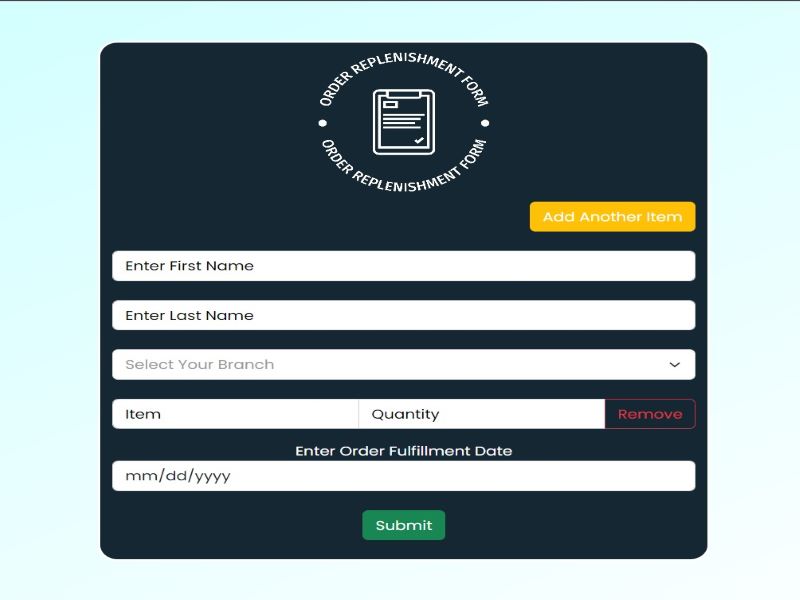 ORDER REPLENISHMENT FORM
ORDER REPLENISHMENT FORM
Add Another Item
Enter First Name
Enter Last Name
Select Your Branch
Item Quantity Remove
Enter Order Fulfillment Date
mm/dd/yyyy
Submit